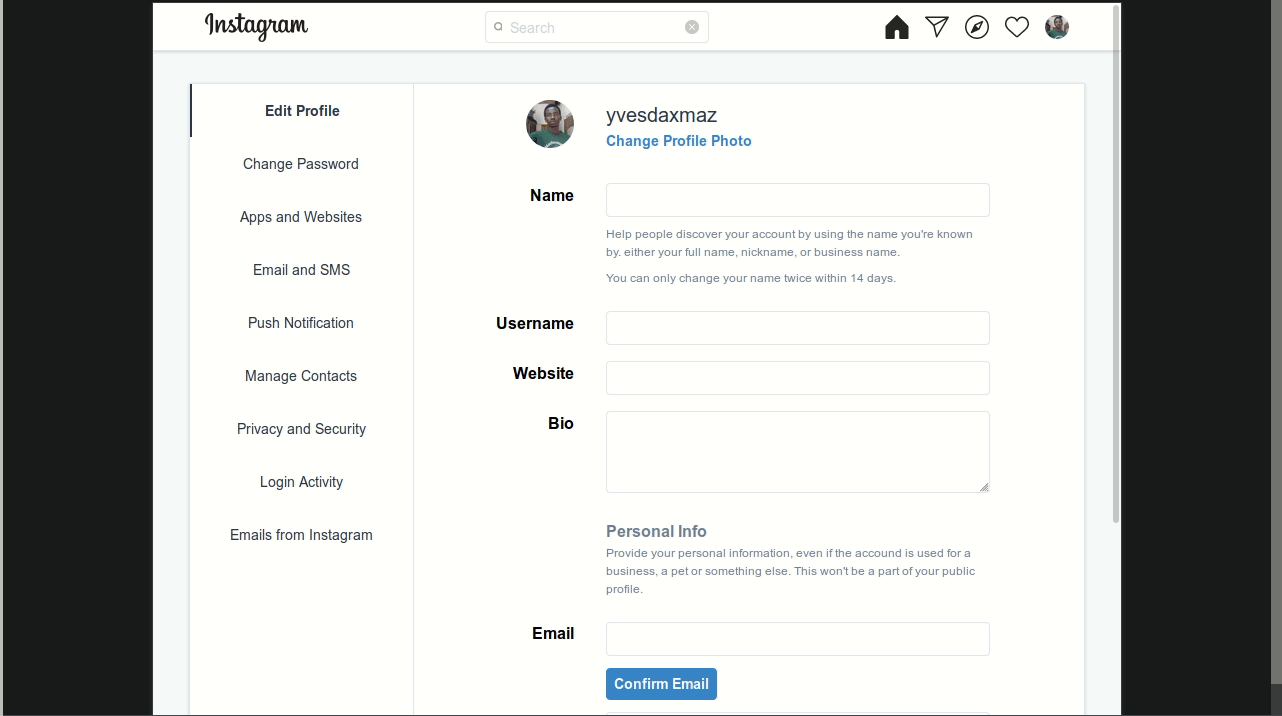 Instagram
Search
Edit Profile
Change Password
Apps and Websites
Email and SMS
Push Notification
Manage Contacts
Privacy and Security
Login Activity
Emails from Instagram
yvesdaxmaz
Change Profile Photo
Name
Help people discover your account by using the name you're known
by. either your full name, nickname, or business name.
You can only change your name twice within 14 days.
Username
Website
Bio
Personal Info
Provide your personal information, even if the accound is used for a
business, a pet or something else. This won't be a part of your public
profile.
Email
Confirm Email